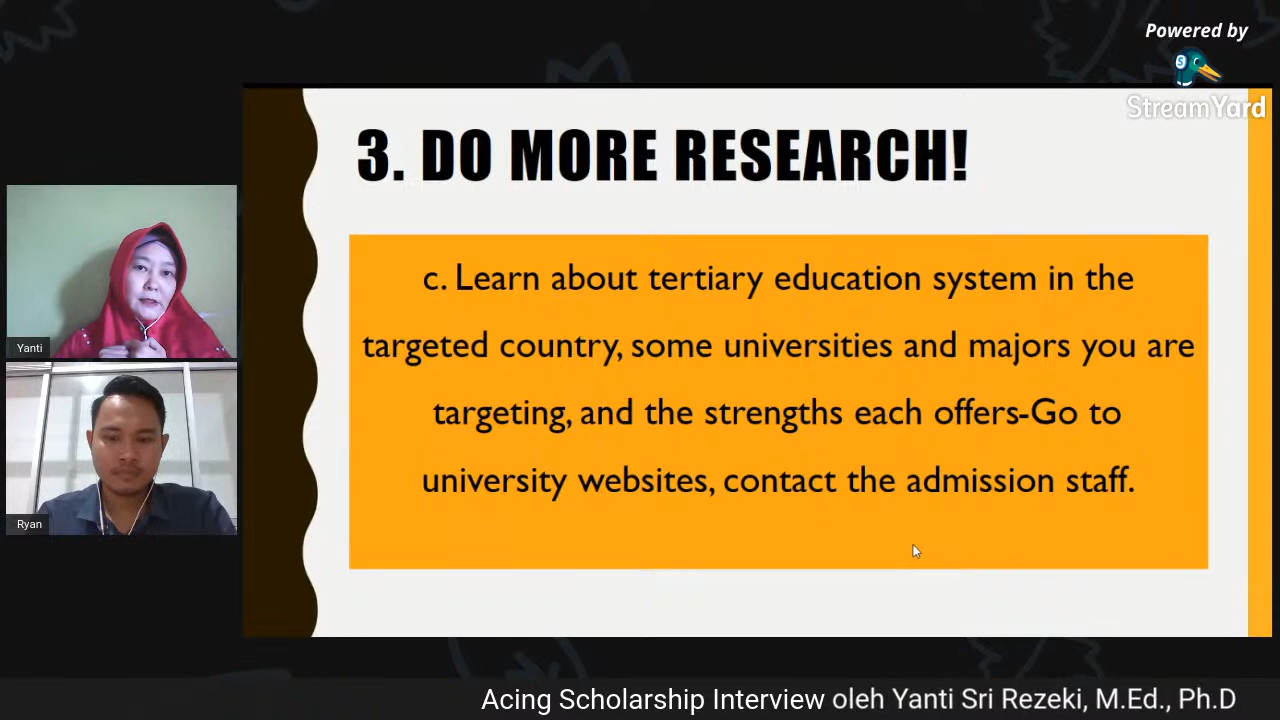 Powered by
StreamYard
3. DO MORE RESEARCH!
c. Learn about tertiary education system in the
targeted country, some universities and majors you are
targeting, and the strengths each offers-Go to
university websites, contact the admission staff.
Yanti
Ryan
Acing Scholarship Interview oleh Yanti Sri Rezeki, M.Ed., Ph.D